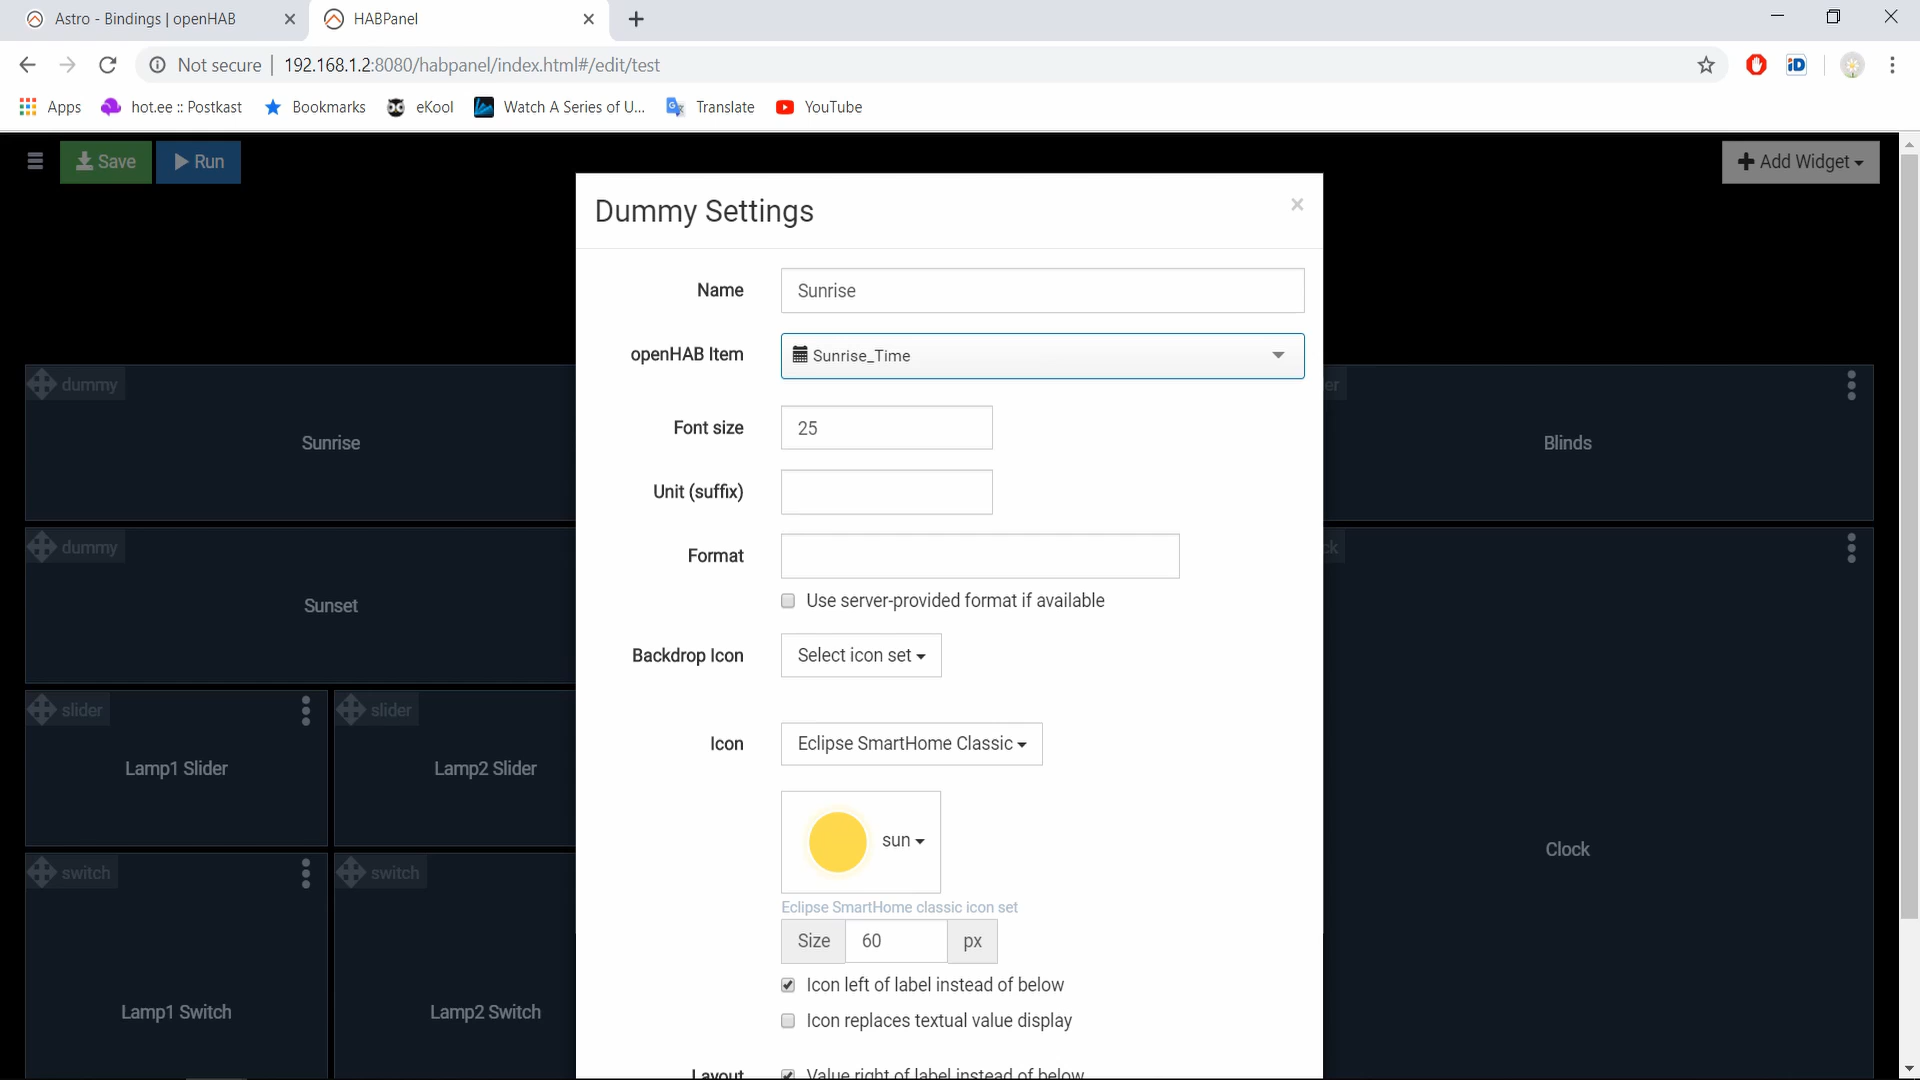 Astro - Bindings | openHAB
HABPanel
Not secure | 192.168.1.2:8080/habpanel/index.html#/edit/test
Apps
hot.ee :: Postkast
Bookmarks
eKool
Watch A Series of U...
Translate
YouTube
Save
Run
Add Widget
Dummy Settings
Name
Sunrise
openHAB Item
Sunrise_Time
Font size
25
Unit (suffix)
Format
Use server-provided format if available
Backdrop Icon
Select icon set
Icon
Eclipse SmartHome Classic
sun
Eclipse SmartHome classic icon set
Size 60 px
Icon left of label instead of below
Icon replaces textual value display
Layout
Value right of label instead of below
dummy
Sunrise
dummy
Sunset
slider
Lamp1 Slider
slider
Lamp2 Slider
switch
Lamp1 Switch
switch
Lamp2 Switch
er
Blinds
ck
Clock